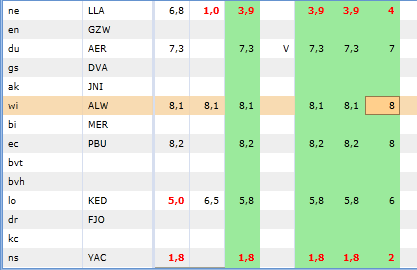 ne LLA 6,8 1,0 3,9 3,9 3,9 4
en GZW
du AER 7,3 7,3 V 7,3 7,3 7
gs DVA
ak JNI
wi ALW 8,1 8,1 8,1 8,1 8,1 8
bi MER
ec PBU 8,2 8,2 8,2 8,2 8
bvt
bvh
lo KED 5,0 6,5 5,8 5,8 5,8 6
dr FJO
kc
ns YAC 1,8 1,8 1,8 1,8 2